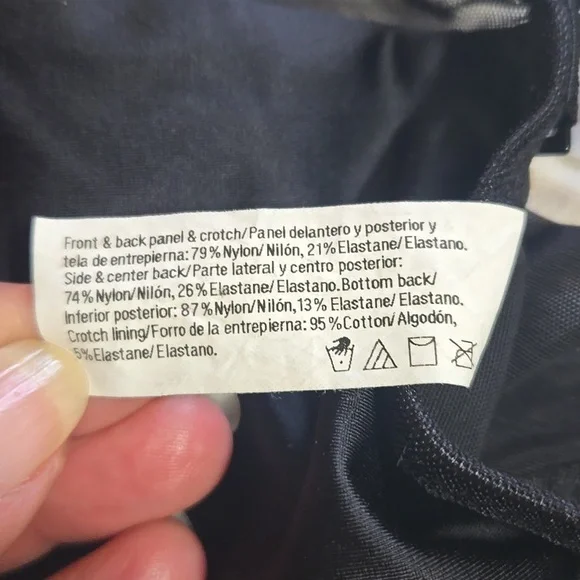 Front & back panel & crotch/Panel delantero y posterior y
tela de entrepierna: 79% Nylon/Nilón, 21% Elastane/Elastano.
Side & center back/Parte lateral y centro posterior:
74% Nylon/Nilón, 26% Elastane/Elastano. Bottom back/
Inferior posterior: 87% Nylon/Nilón, 13% Elastane/Elastano.
Crotch lining/Forro de la entrepierna: 95% Cotton/Algodón,
5% Elastane/Elastano.